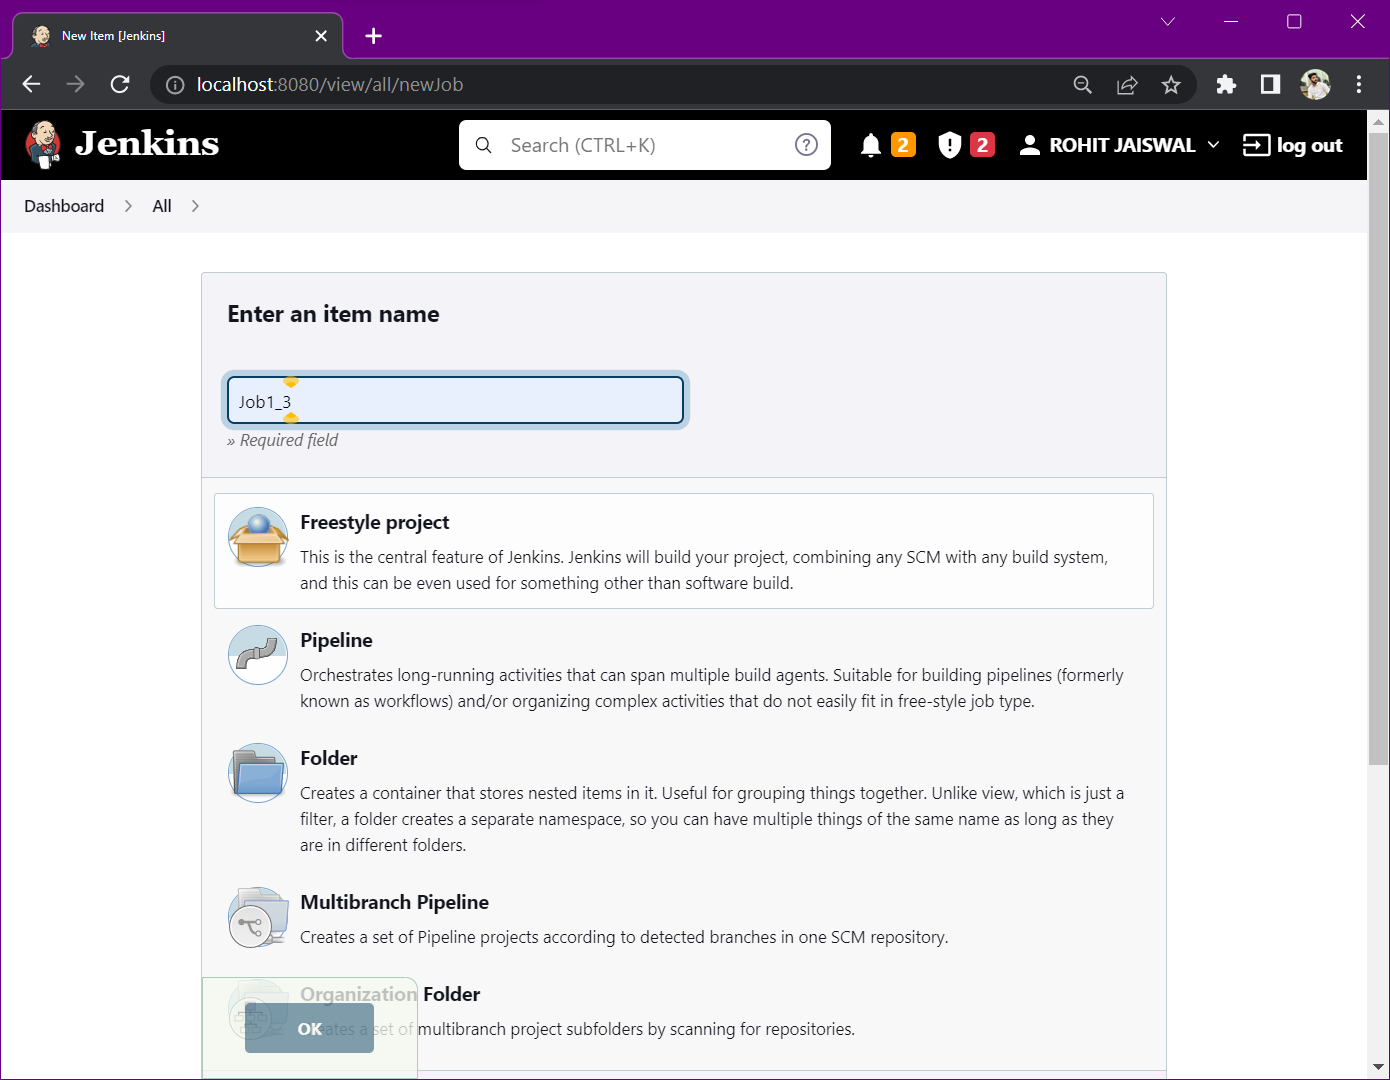 New Item [Jenkins]
localhost:8080/view/all/newJob
Jenkins
Search (CTRL+K)
?
2
2
ROHIT JAISWAL
log out
Dashboard
All
Enter an item name
Job1_3
» Required field
Freestyle project
This is the central feature of Jenkins. Jenkins will build your project, combining any SCM with any build system,
and this can be even used for something other than software build.
Pipeline
Orchestrates long-running activities that can span multiple build agents. Suitable for building pipelines (formerly
known as workflows) and/or organizing complex activities that do not easily fit in free-style job type.
Folder
Creates a container that stores nested items in it. Useful for grouping things together. Unlike view, which is just a
filter, a folder creates a separate namespace, so you can have multiple things of the same name as long as they
are in different folders.
Multibranch Pipeline
Creates a set of Pipeline projects according to detected branches in one SCM repository.
Organization Folder
Creates a set of multibranch project subfolders by scanning for repositories.
OK